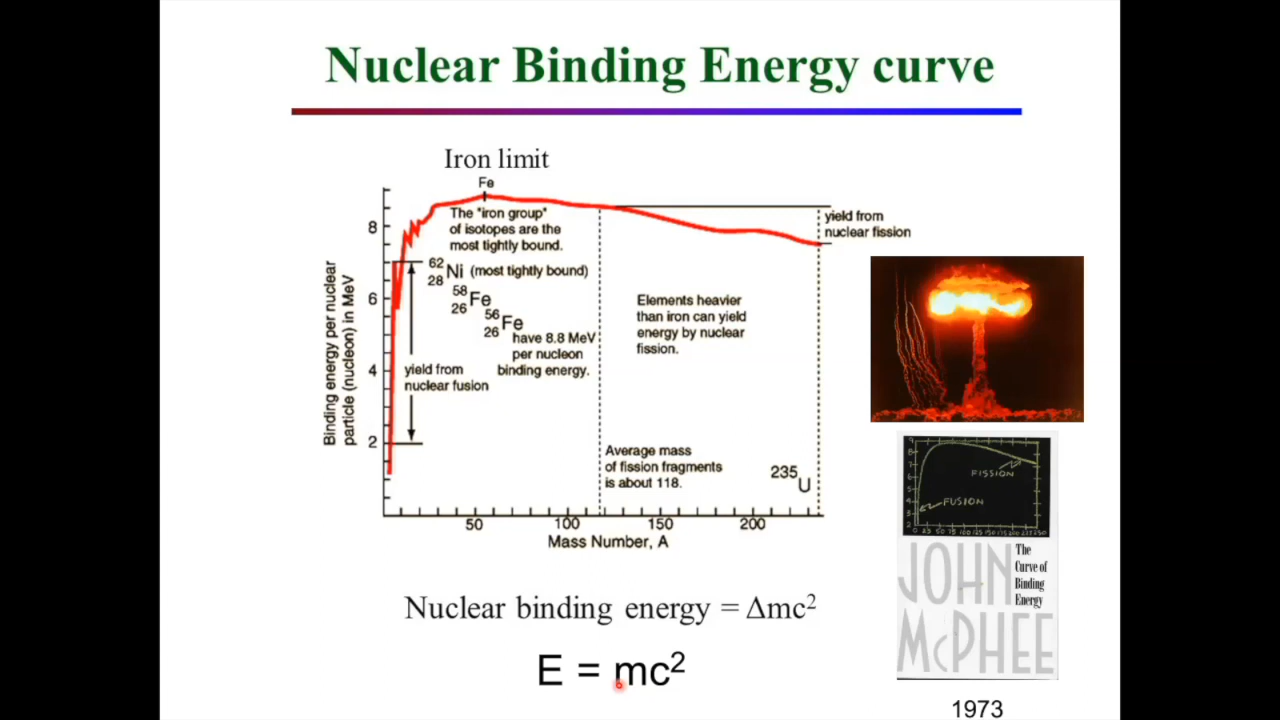 Nuclear Binding Energy curve
Iron limit
Fe
The "iron group"
of isotopes are the
most tightly bound.
62
28 Ni (most tightly bound)
58
26 Fe
56
26 Fe
have 8.8 MeV
per nucleon
binding energy.
yield from
nuclear fusion
Elements heavier
than iron can yield
energy by nuclear
fission.
Average mass
of fission fragments
is about 118.
235
U
yield from
nuclear fission
8
6
4
2
Binding energy per nuclear
particle (nucleon) in MeV
50 100 150 200
Mass Number, A
Nuclear binding energy = Δmc²
E = mc²
FISSION
FUSION
JOHN
McPHEE
The
Curve of
Binding
Energy
1973